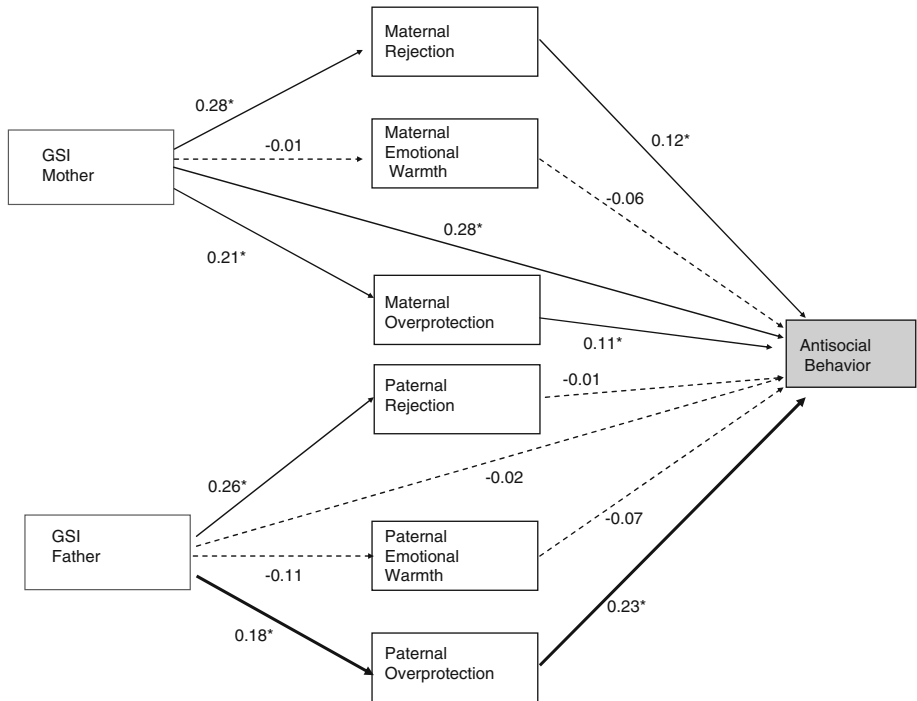 Maternal
Rejection
0.28*
0.12*
Maternal
Emotional
Warmth
-0.01
GSI
Mother
-0.06
0.28*
0.21*
Maternal
Overprotection
0.11*
Antisocial
Behavior
Paternal
Rejection
-0.01
0.26*
-0.02
GSI
Father
Paternal
Emotional
Warmth
-0.07
-0.11
0.23*
0.18*
Paternal
Overprotection